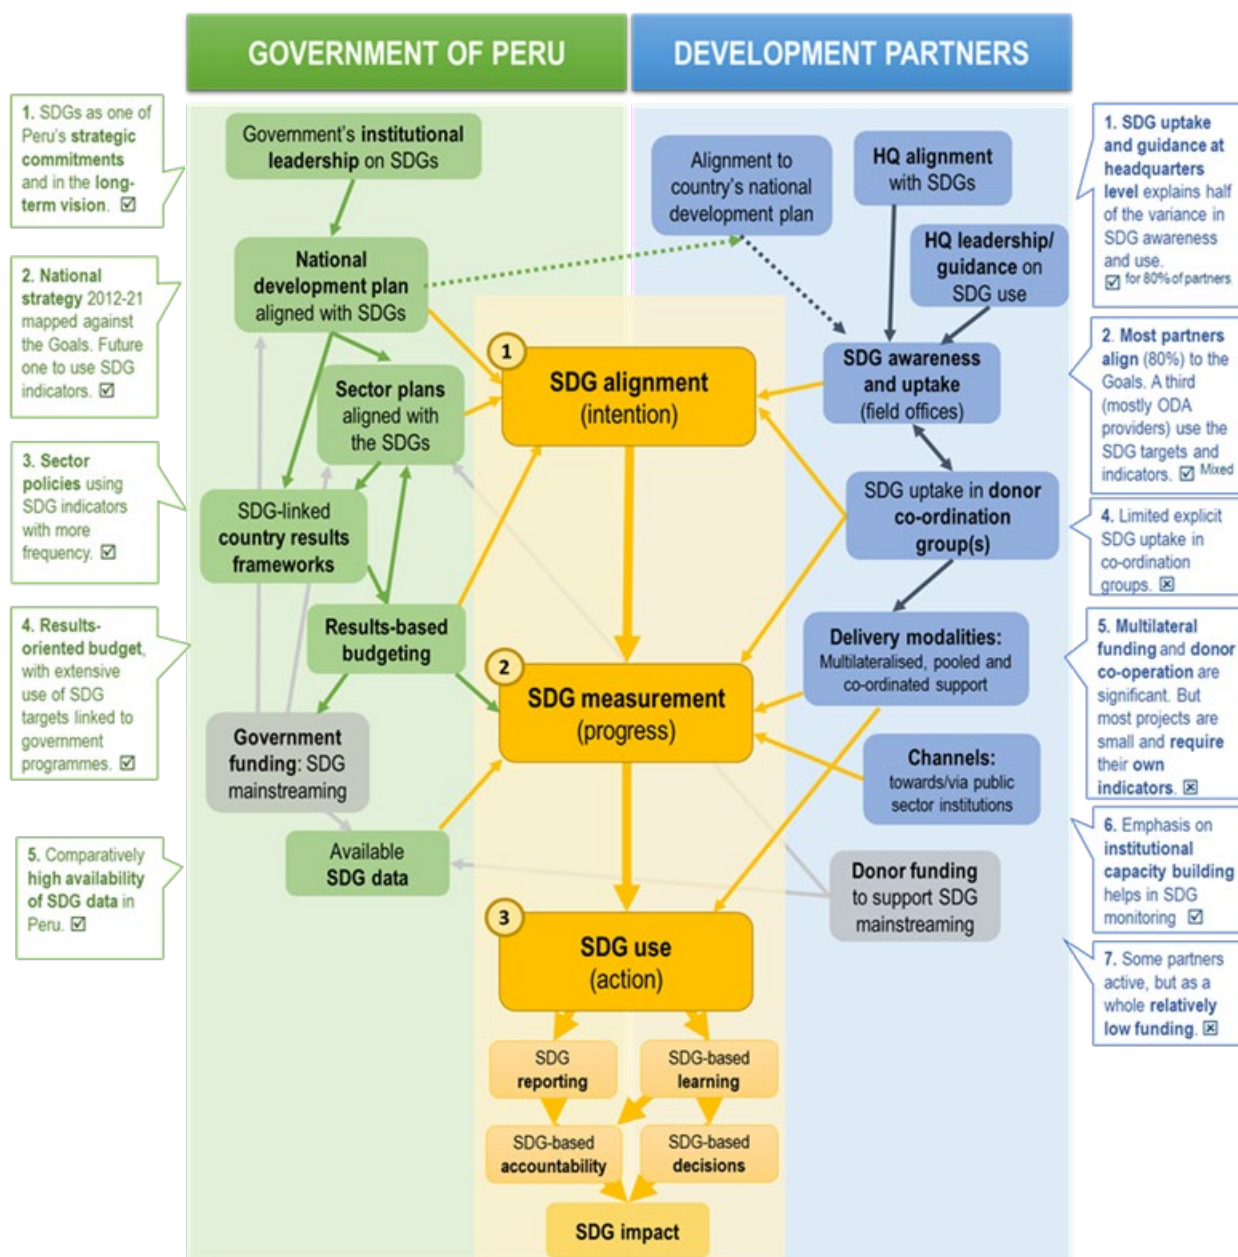 GOVERNMENT OF PERU
DEVELOPMENT PARTNERS
1. SDGs as one of
Peru's strategic
commitments
and in the long-
term vision. ☑
2. National
strategy 2012-21
mapped against
the Goals. Future
one to use SDG
indicators. ☑
3. Sector
policies using
SDG indicators
with more
frequency. ☑
4. Results-
oriented budget,
with extensive
use of SDG
targets linked to
government
programmes. ☑
5. Comparatively
high availability
of SDG data in
Peru. ☑
Government's institutional
leadership on SDGs
National
development plan
aligned with SDGs
Sector plans
aligned with
the SDGs
SDG-linked
country results
frameworks
Results-based
budgeting
Government
funding: SDG
mainstreaming
Available
SDG data
1
SDG alignment
(intention)
2
SDG measurement
(progress)
3
SDG use
(action)
SDG
reporting
SDG-based
learning
SDG-based
accountability
SDG-based
decisions
SDG impact
Alignment to
country's national
development plan
HQ alignment
with SDGs
HQ leadership/
guidance on
SDG use
SDG awareness
and uptake
(field offices)
SDG uptake in donor
co-ordination
group(s)
Delivery modalities:
Multilateralised, pooled and
co-ordinated support
Channels:
towards/via public
sector institutions
Donor funding
to support SDG
mainstreaming
1. SDG uptake
and guidance at
headquarters
level explains half
of the variance in
SDG awareness
and use.
☑ for 80% of partners
2. Most partners
align (80%) to the
Goals. A third
(mostly ODA
providers) use the
SDG targets and
indicators. ☑ Mixed
4. Limited explicit
SDG uptake in
co-ordination
groups. ☒
5. Multilateral
funding and donor
co-operation are
significant. But
most projects are
small and require
their own
indicators. ☒
6. Emphasis on
institutional
capacity building
helps in SDG
monitoring ☑
7. Some partners
active, but as a
whole relatively
low funding. ☒